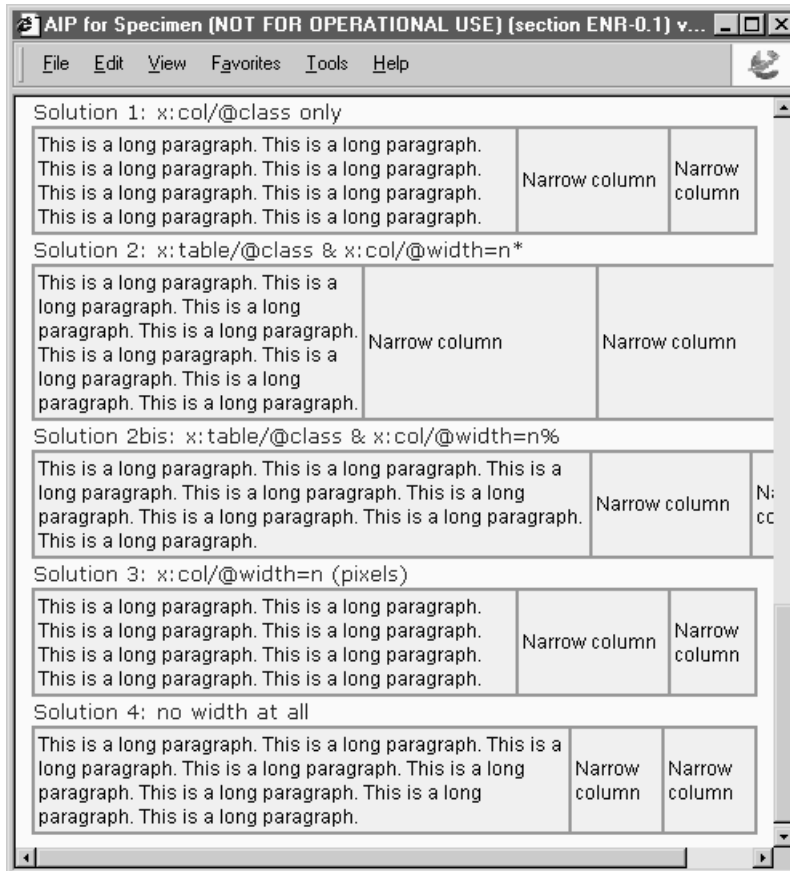 AIP for Specimen (NOT FOR OPERATIONAL USE) (section ENR-0.1) v...
File Edit View Favorites Tools Help
Solution 1: x:col/@class only
This is a long paragraph. This is a long paragraph.
This is a long paragraph. This is a long paragraph.
This is a long paragraph. This is a long paragraph.
This is a long paragraph. This is a long paragraph.
Narrow column
Narrow
column
Solution 2: x:table/@class & x:col/@width=n*
This is a long paragraph. This is a
long paragraph. This is a long
paragraph. This is a long paragraph.
This is a long paragraph. This is a
long paragraph. This is a long
paragraph. This is a long paragraph.
Narrow column
Narrow column
Solution 2bis: x:table/@class & x:col/@width=n%
This is a long paragraph. This is a long paragraph. This is a
long paragraph. This is a long paragraph. This is a long
paragraph. This is a long paragraph. This is a long paragraph.
This is a long paragraph.
Narrow column
Solution 3: x:col/@width=n (pixels)
This is a long paragraph. This is a long paragraph.
This is a long paragraph. This is a long paragraph.
This is a long paragraph. This is a long paragraph.
This is a long paragraph. This is a long paragraph.
Narrow column
Narrow
column
Solution 4: no width at all
This is a long paragraph. This is a long paragraph. This is a
long paragraph. This is a long paragraph. This is a long
paragraph. This is a long paragraph. This is a long
paragraph. This is a long paragraph.
Narrow
column
Narrow
column